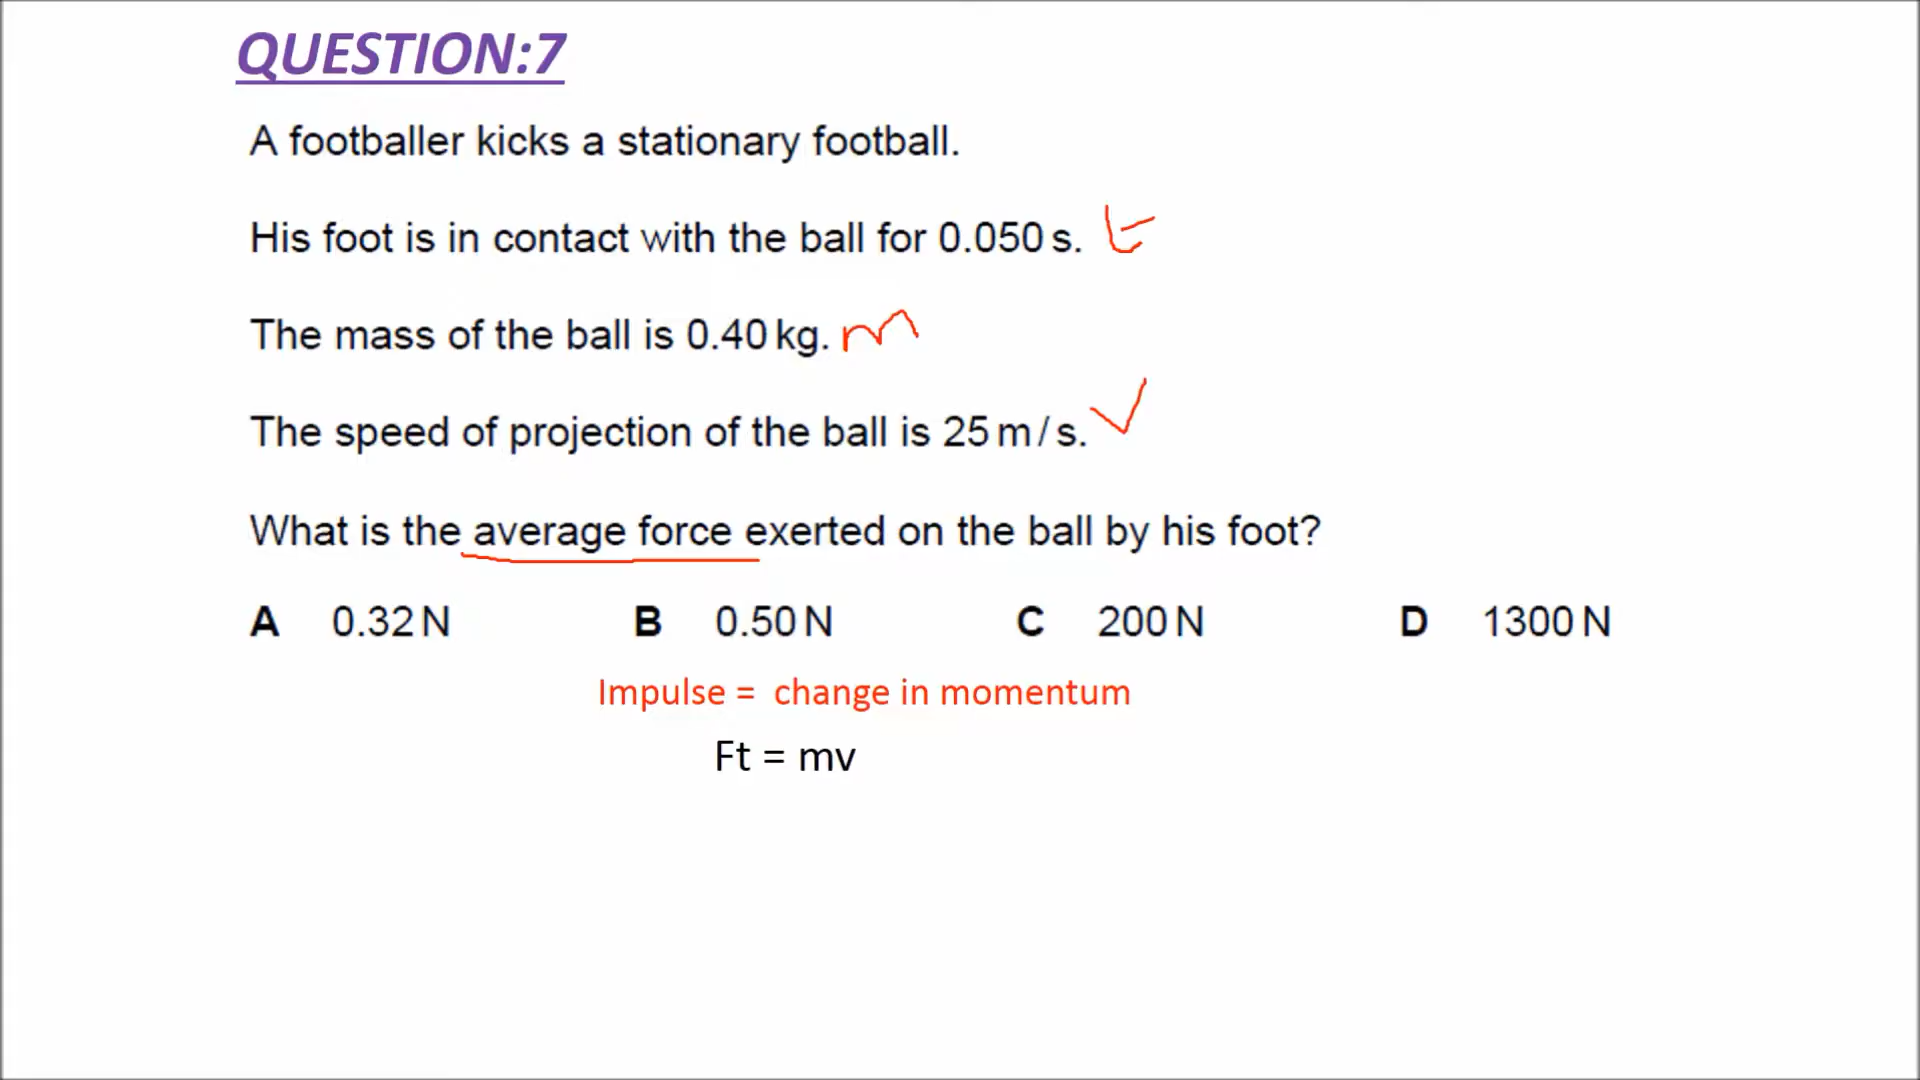 QUESTION:7
A footballer kicks a stationary football.
His foot is in contact with the ball for 0.050 s. t
The mass of the ball is 0.40 kg. m
The speed of projection of the ball is 25 m / s. v
What is the average force exerted on the ball by his foot?
A 0.32 N B 0.50 N C 200 N D 1300 N
Impulse = change in momentum
Ft = mv